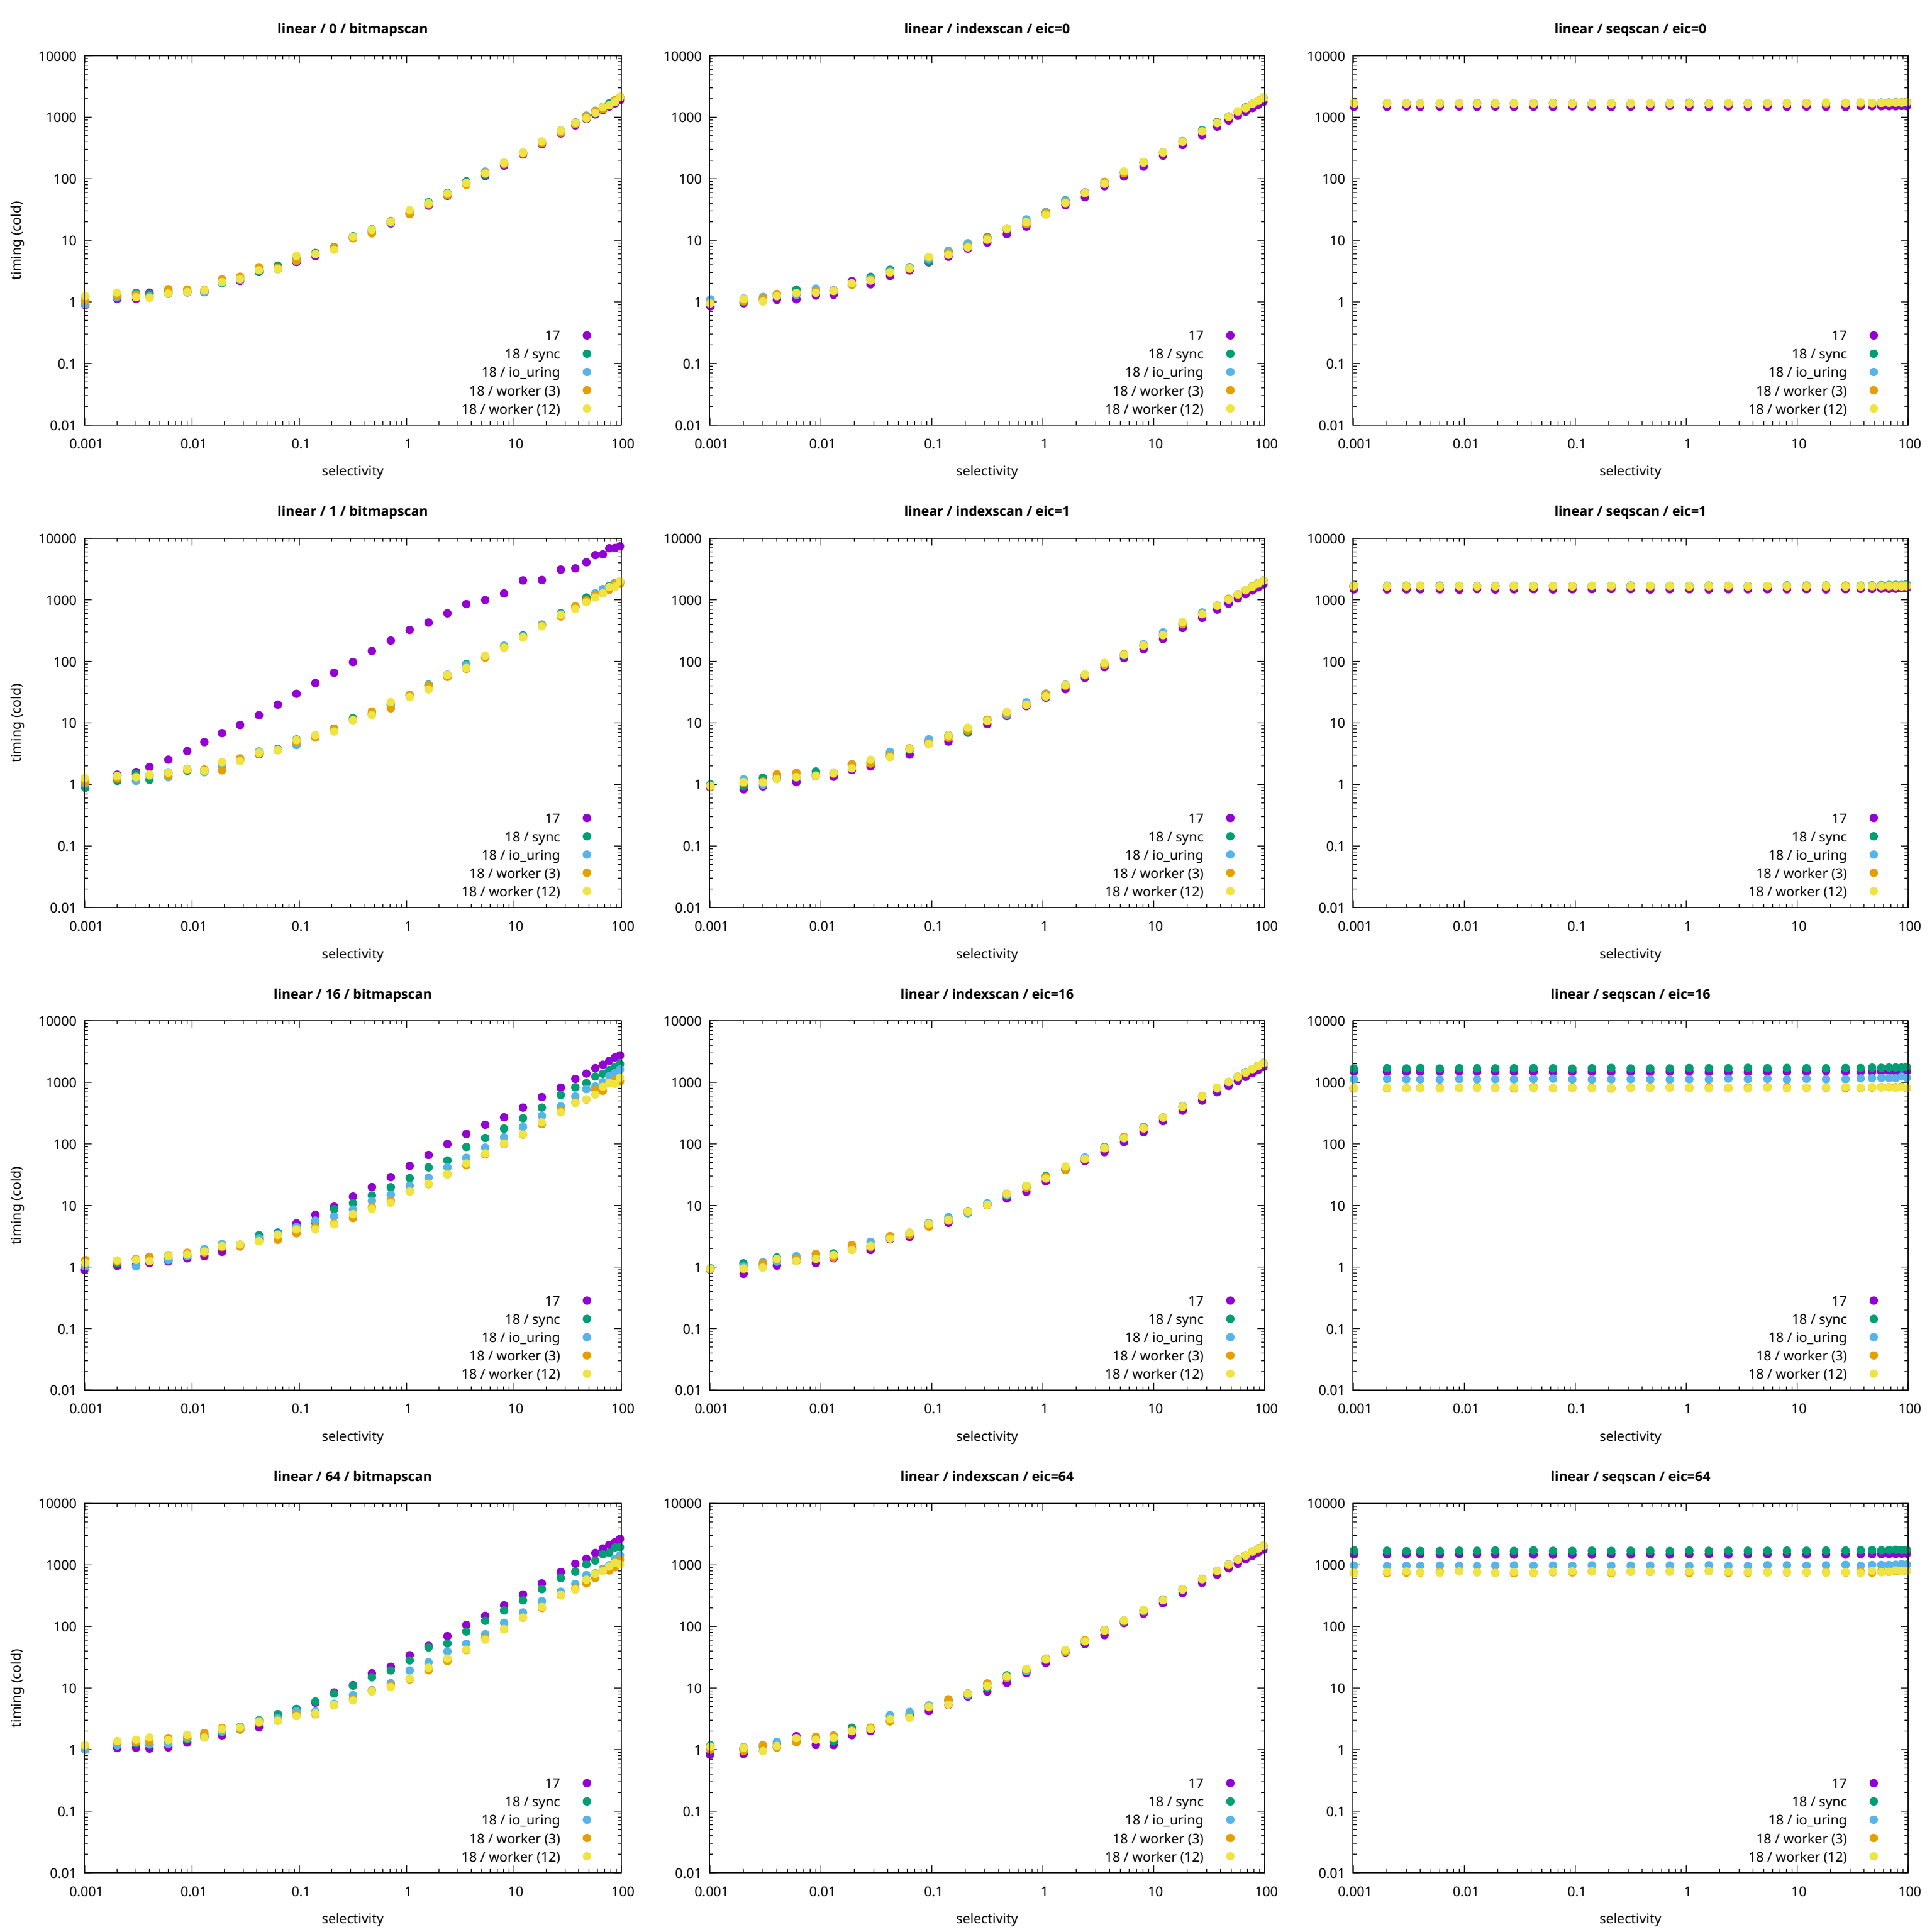 linear / 0 / bitmapscan
10000
1000
100
10
1
0.1
0.01
timing (cold)
17
18 / sync
18 / io_uring
18 / worker (3)
18 / worker (12)
0.001 0.01 0.1 1 10 100
selectivity
linear / indexscan / eic=0
10000
1000
100
10
1
0.1
0.01
17
18 / sync
18 / io_uring
18 / worker (3)
18 / worker (12)
0.001 0.01 0.1 1 10 100
selectivity
linear / seqscan / eic=0
10000
1000
100
10
1
0.1
0.01
17
18 / sync
18 / io_uring
18 / worker (3)
18 / worker (12)
0.001 0.01 0.1 1 10 100
selectivity
linear / 1 / bitmapscan
10000
1000
100
10
1
0.1
0.01
timing (cold)
17
18 / sync
18 / io_uring
18 / worker (3)
18 / worker (12)
0.001 0.01 0.1 1 10 100
selectivity
linear / indexscan / eic=1
10000
1000
100
10
1
0.1
0.01
17
18 / sync
18 / io_uring
18 / worker (3)
18 / worker (12)
0.001 0.01 0.1 1 10 100
selectivity
linear / seqscan / eic=1
10000
1000
100
10
1
0.1
0.01
17
18 / sync
18 / io_uring
18 / worker (3)
18 / worker (12)
0.001 0.01 0.1 1 10 100
selectivity
linear / 16 / bitmapscan
10000
1000
100
10
1
0.1
0.01
timing (cold)
17
18 / sync
18 / io_uring
18 / worker (3)
18 / worker (12)
0.001 0.01 0.1 1 10 100
selectivity
linear / indexscan / eic=16
10000
1000
100
10
1
0.1
0.01
17
18 / sync
18 / io_uring
18 / worker (3)
18 / worker (12)
0.001 0.01 0.1 1 10 100
selectivity
linear / seqscan / eic=16
10000
1000
100
10
1
0.1
0.01
17
18 / sync
18 / io_uring
18 / worker (3)
18 / worker (12)
0.001 0.01 0.1 1 10 100
selectivity
linear / 64 / bitmapscan
10000
1000
100
10
1
0.1
0.01
timing (cold)
17
18 / sync
18 / io_uring
18 / worker (3)
18 / worker (12)
0.001 0.01 0.1 1 10 100
selectivity
linear / indexscan / eic=64
10000
1000
100
10
1
0.1
0.01
17
18 / sync
18 / io_uring
18 / worker (3)
18 / worker (12)
0.001 0.01 0.1 1 10 100
selectivity
linear / seqscan / eic=64
10000
1000
100
10
1
0.1
0.01
17
18 / sync
18 / io_uring
18 / worker (3)
18 / worker (12)
0.001 0.01 0.1 1 10 100
selectivity